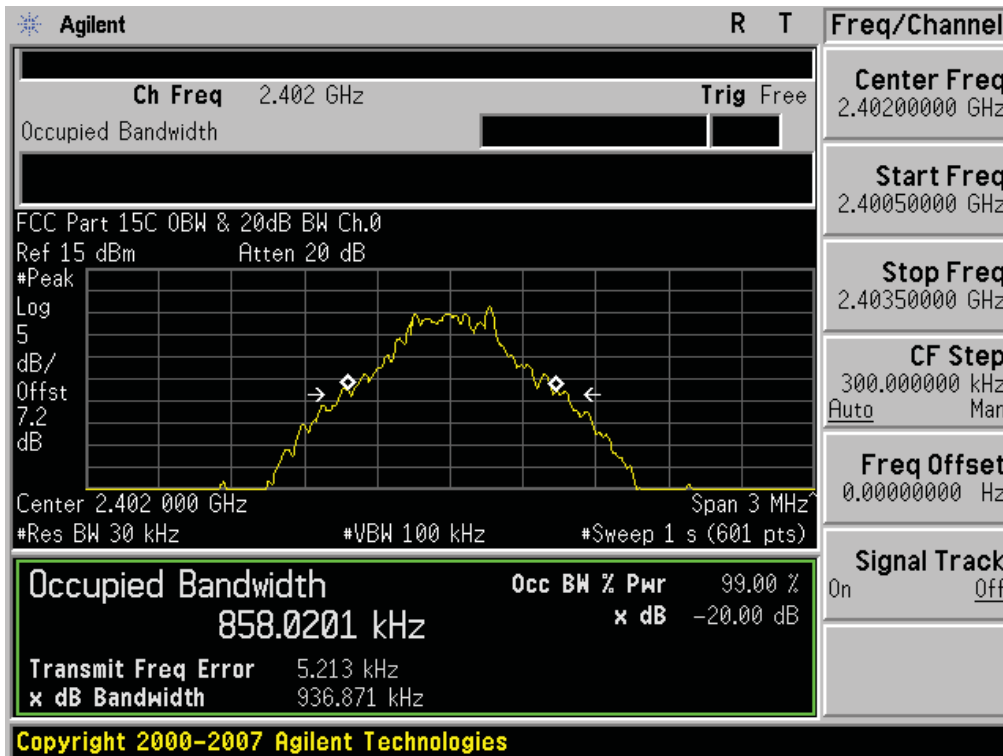 Agilent R T
Ch Freq 2.402 GHz Trig Free
Occupied Bandwidth
FCC Part 15C OBW & 20dB BW Ch.0
Ref 15 dBm Atten 20 dB
#Peak
Log
5
dB/
Offst
7.2
dB
Center 2.402 000 GHz Span 3 MHz^
#Res BW 30 kHz #VBW 100 kHz #Sweep 1 s (601 pts)
Occupied Bandwidth Occ BW % Pwr 99.00 %
858.0201 kHz x dB -20.00 dB
Transmit Freq Error 5.213 kHz
x dB Bandwidth 936.871 kHz
Copyright 2000-2007 Agilent Technologies
Freq/Channel
Center Freq
2.40200000 GHz
Start Freq
2.40050000 GHz
Stop Freq
2.40350000 GHz
CF Step
300.000000 kHz
Auto Man
Freq Offset
0.00000000 Hz
Signal Track
On Off